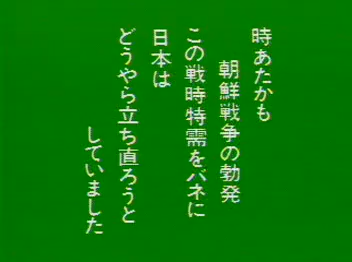 時あたかも
朝鮮戦争の勃発
この戦時特需をバネに
日本は
どうやら立ち直ろうと
していました